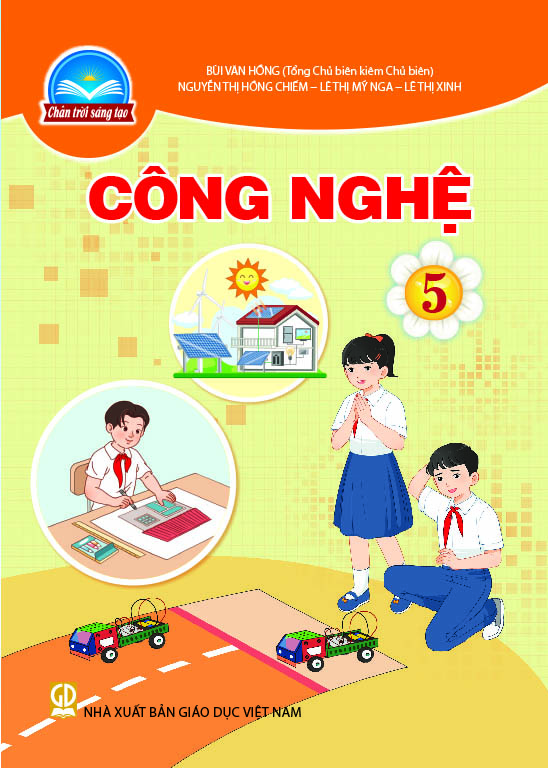 Chân trời sáng tạo
BÙI VĂN HỒNG (Tổng Chủ biên kiêm Chủ biên)
NGUYỄN THỊ HỒNG CHIẾM – LÊ THỊ MỸ NGA – LÊ THỊ XINH
CÔNG NGHỆ
5
GD
NHÀ XUẤT BẢN GIÁO DỤC VIỆT NAM